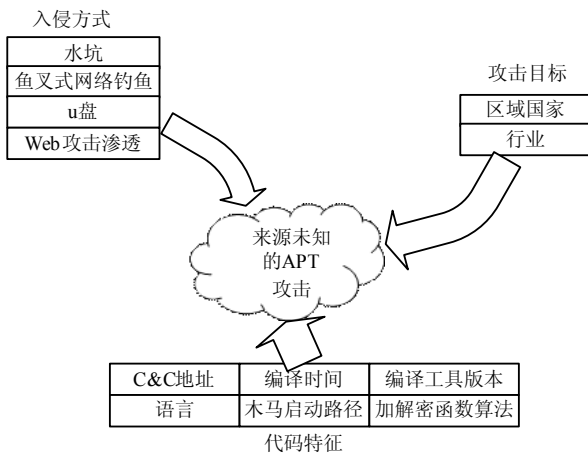 入侵方式
水坑
鱼叉式网络钓鱼
u盘
Web攻击渗透
攻击目标
区域国家
行业
来源未知
的APT
攻击
C&C地址 编译时间 编译工具版本
语言 木马启动路径 加解密函数算法
代码特征